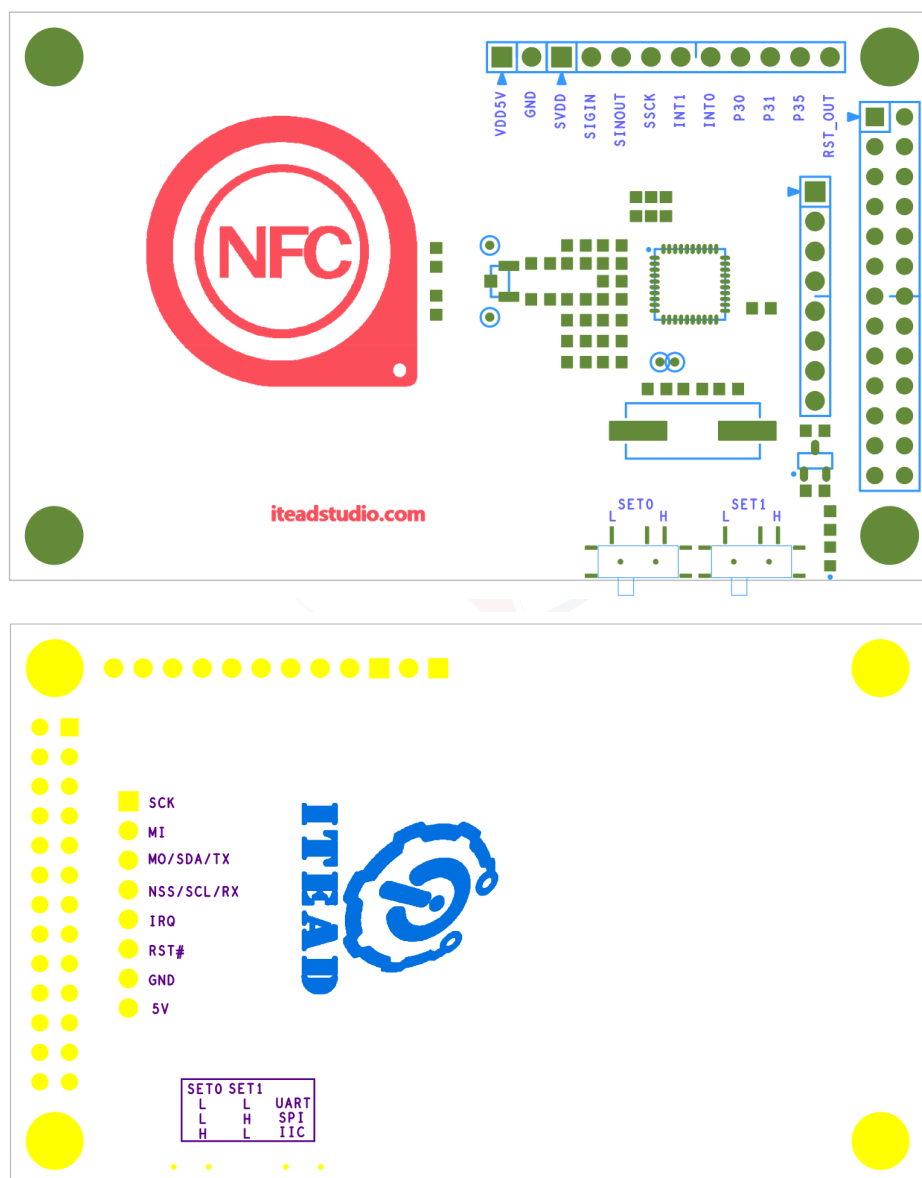 VDD5V
GND
SVDD
SIGIN
SINOUT
SSCK
INT1
INT0
P30
P31
P35
RST_OUT
NFC
iteadstudio.com
SET0 SET1
L H L H
SCK
MI
MO/SDA/TX
NSS/SCL/RX
IRQ
RST#
GND
5V
ITEAD
SET0 SET1
L L UART
L H SPI
H L IIC